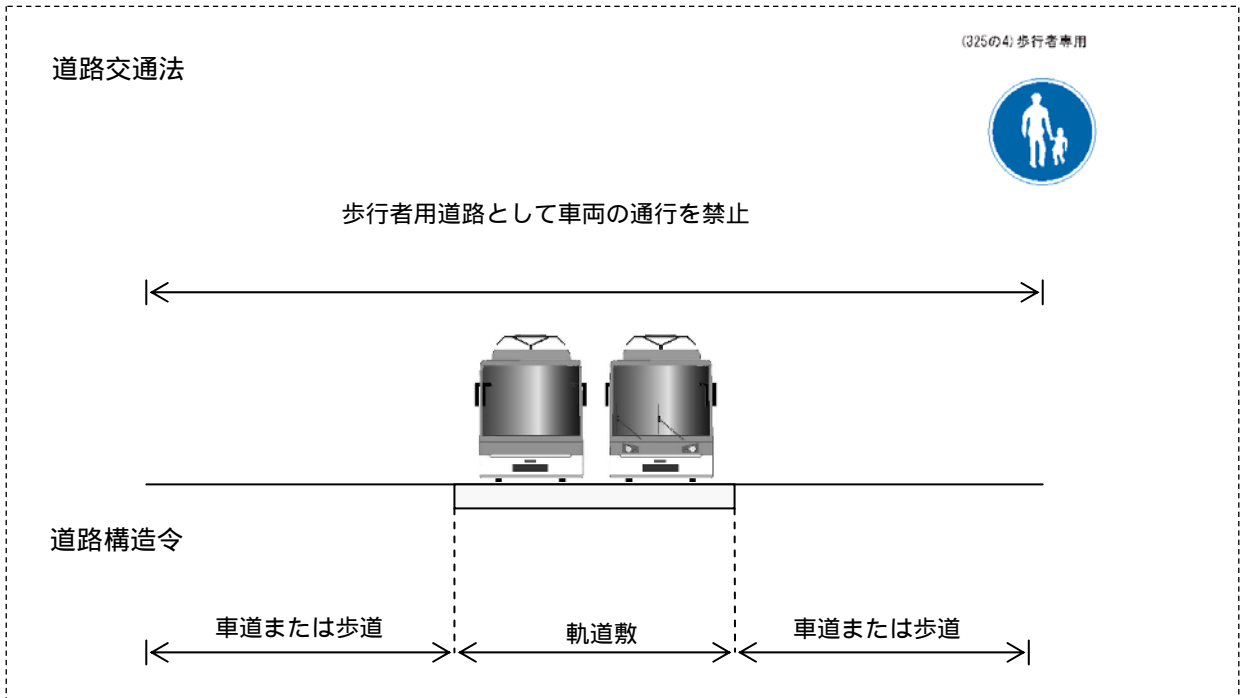 (325の4)歩行者専用
道路交通法
歩行者用道路として車両の通行を禁止
道路構造令
車道または歩道
軌道敷
車道または歩道